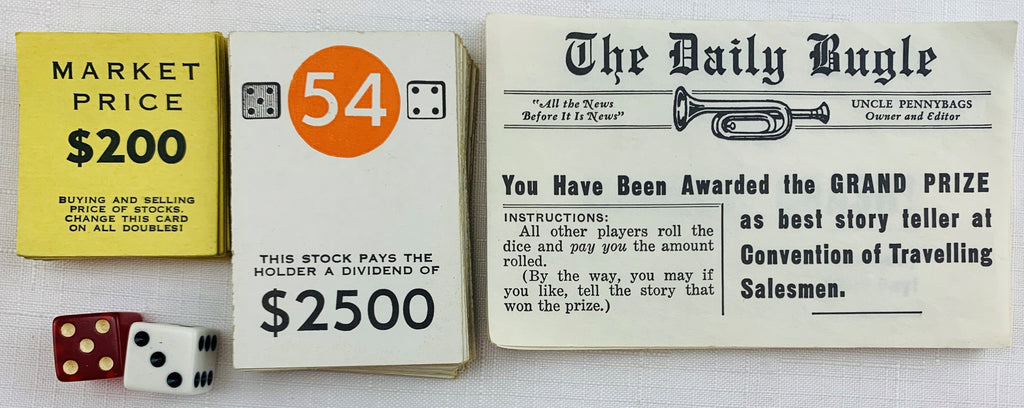 MARKET
PRICE
$200
BUYING AND SELLING
PRICE OF STOCKS.
CHANGE THIS CARD
ON ALL DOUBLES!
54
THIS STOCK PAYS THE
HOLDER A DIVIDEND OF
$2500
The Daily Bugle
"All the News
Before It Is News"
UNCLE PENNYBAGS
Owner and Editor
You Have Been Awarded the GRAND PRIZE
as best story teller at
Convention of Travelling
Salesmen.
INSTRUCTIONS:
All other players roll the
dice and pay you the amount
rolled.
(By the way, you may if
you like, tell the story that
won the prize.)